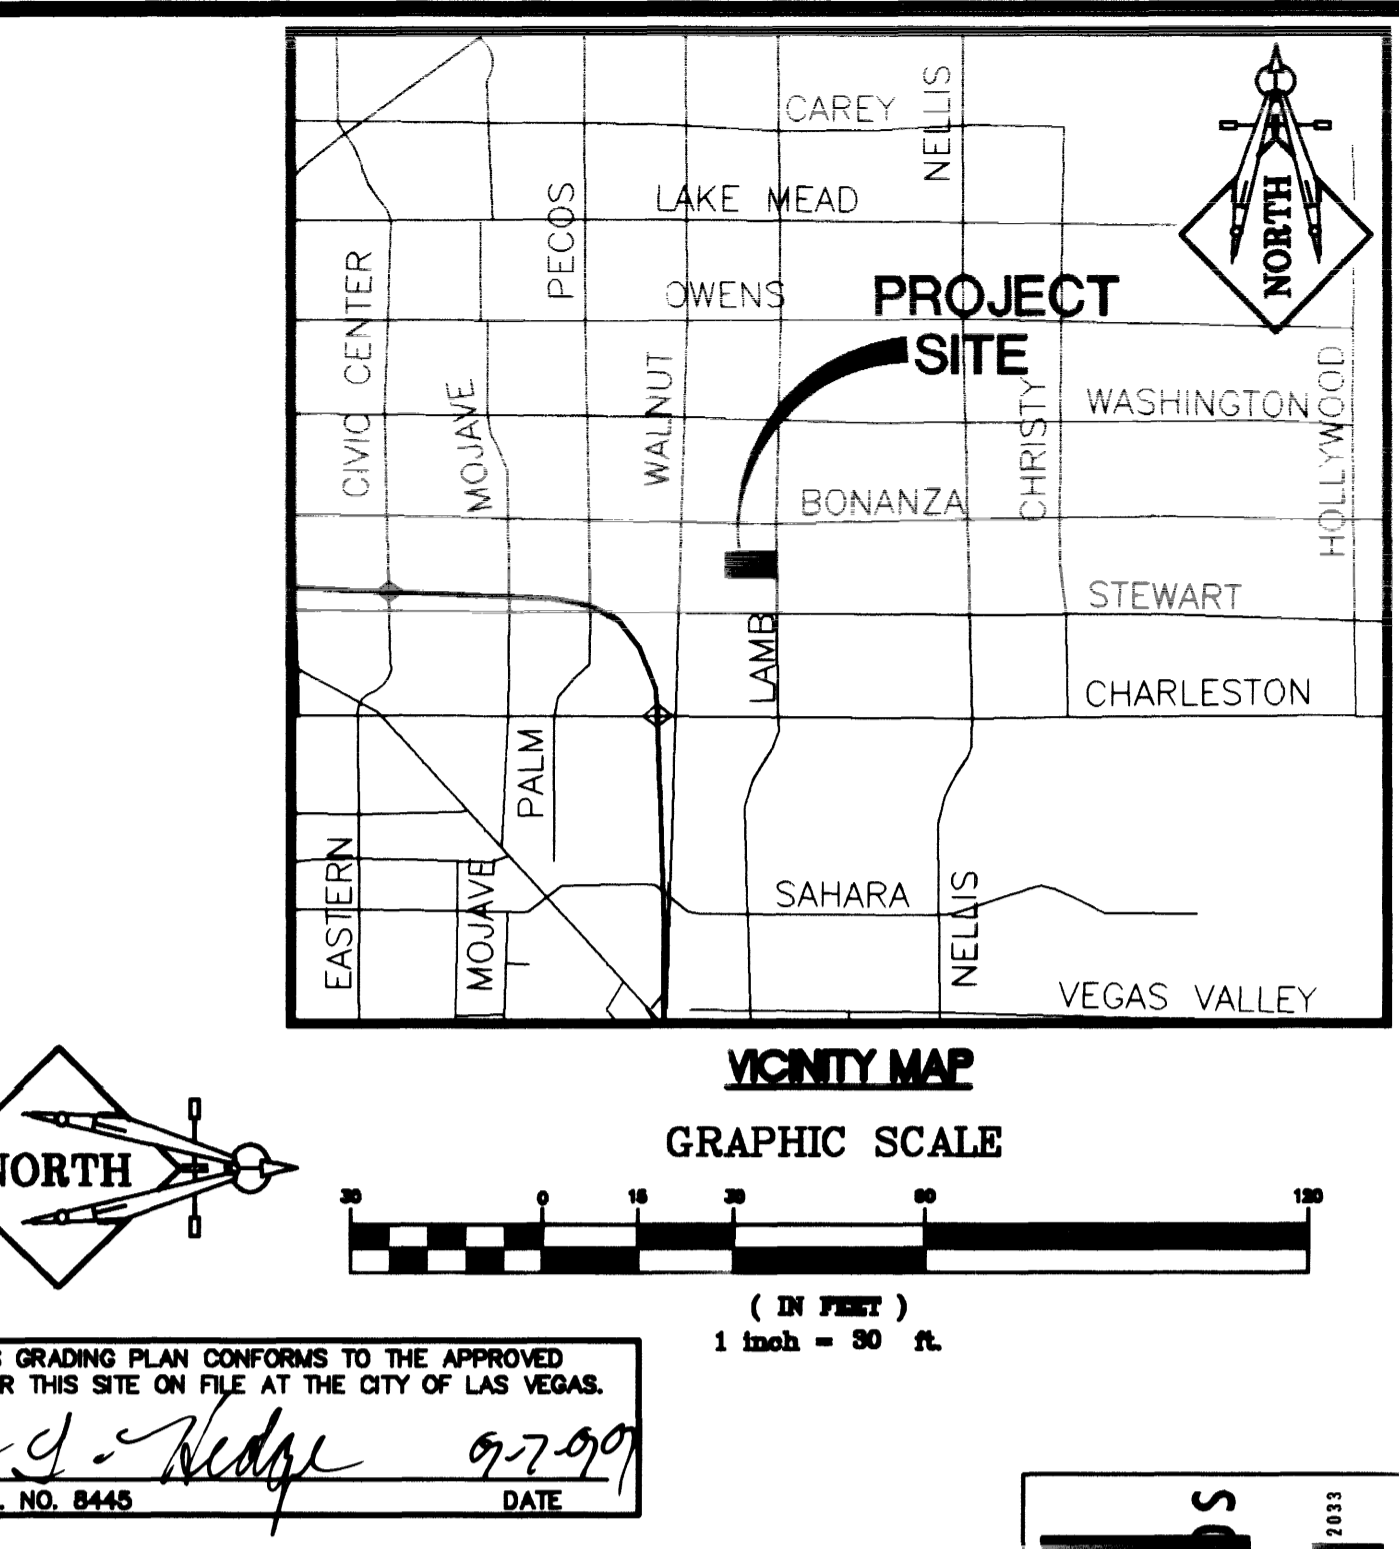 CAREY
NELLIS
LAKE MEAD
PECOS
NORTH
OWENS
PROJECT
SITE
CIVIC CENTER
MOJAVE
WALNUT
CHRISTY
WASHINGTON
HOLLYWOOD
BONANZA
STEWART
LAMB
CHARLESTON
PALM
EASTERN
MOJAVE
SAHARA
NELLIS
VEGAS VALLEY
VICINITY MAP
NORTH
GRAPHIC SCALE
30 0 15 30 60 120
( IN FEET )
1 inch = 30 ft.
GRADING PLAN CONFORMS TO THE APPROVED
THIS SITE ON FILE AT THE CITY OF LAS VEGAS.
Hedge 9-7-99
NO. 8445 DATE
2033